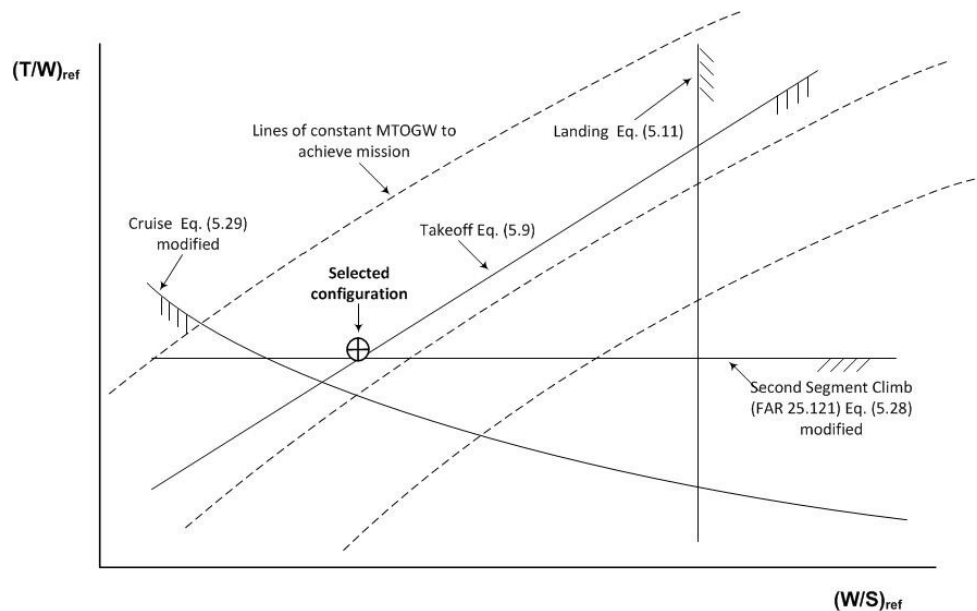 (T/W)ref
Lines of constant MTOGW to
achieve mission
Landing Eq. (5.11)
Cruise Eq. (5.29)
modified
Takeoff Eq. (5.9)
Selected
configuration
Second Segment Climb
(FAR 25.121) Eq. (5.28)
modified
(W/S)ref